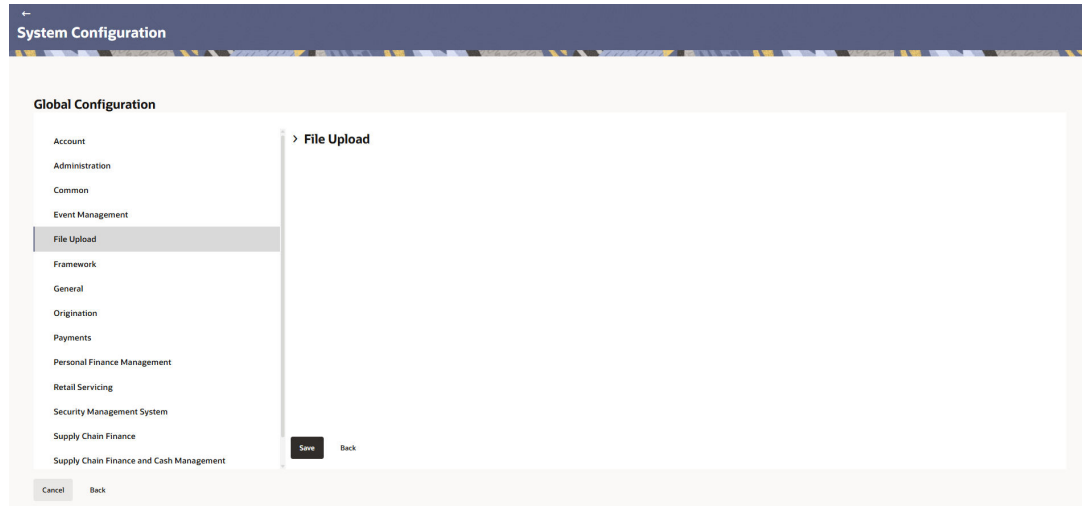 ←
System Configuration
Global Configuration
Account
Administration
Common
Event Management
File Upload
Framework
General
Origination
Payments
Personal Finance Management
Retail Servicing
Security Management System
Supply Chain Finance
Supply Chain Finance and Cash Management
> File Upload
Save Back
Cancel Back